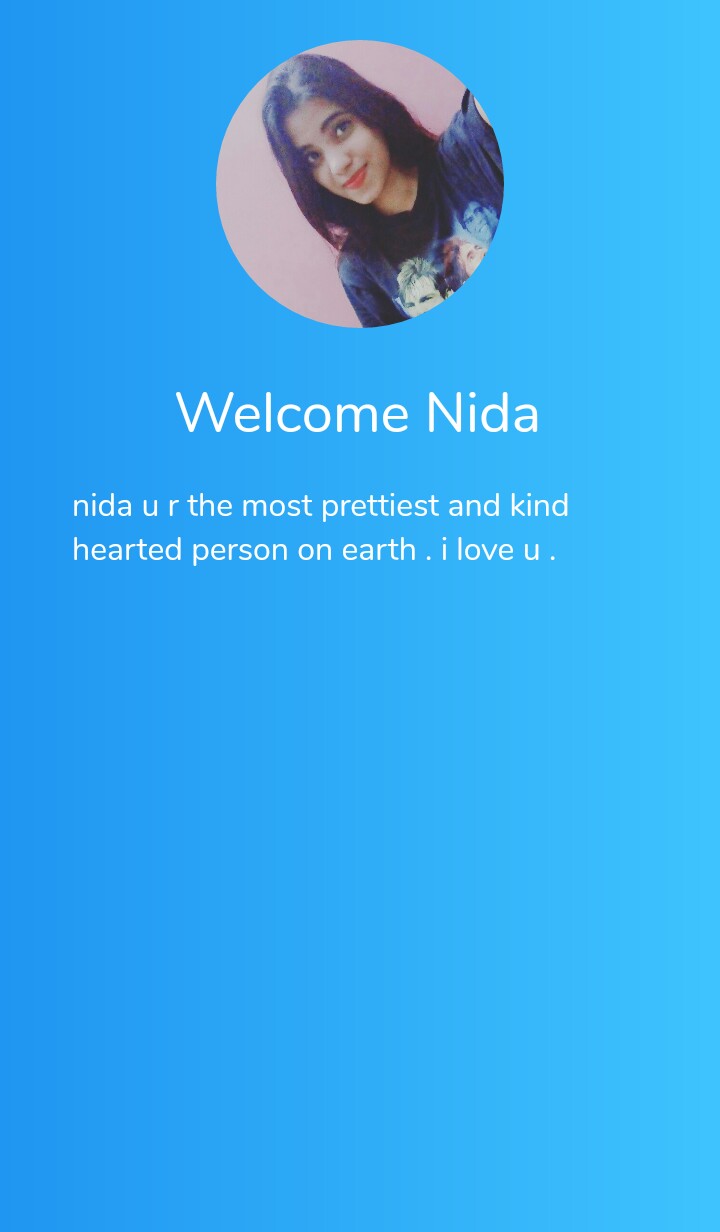 Welcome Nida
nida u r the most prettiest and kind
hearted person on earth . i love u .